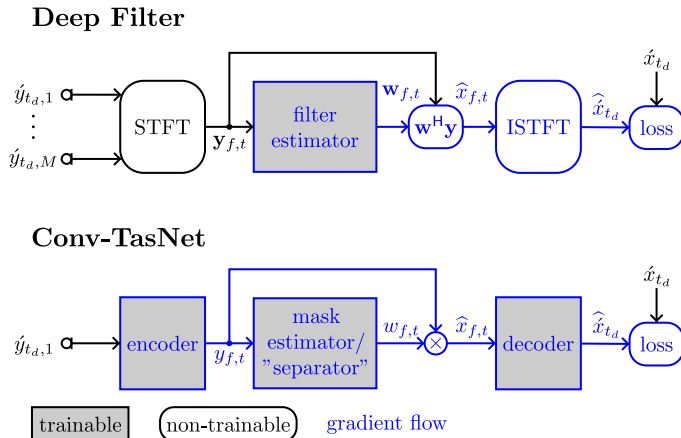 Deep Filter
x́_{t_d}
ý_{t_d,1}
⋮
ý_{t_d,M}
STFT
𝐲_{f,t}
filter
estimator
𝐰_{f,t}
𝐰^𝖧𝐲
x̂_{f,t}
ISTFT
x̂́_{t_d}
loss
Conv-TasNet
x́_{t_d}
ý_{t_d,1}
encoder
y_{f,t}
mask
estimator/
"separator"
w_{f,t}
×
x̂_{f,t}
decoder
x̂́_{t_d}
loss
trainable
non-trainable
gradient flow